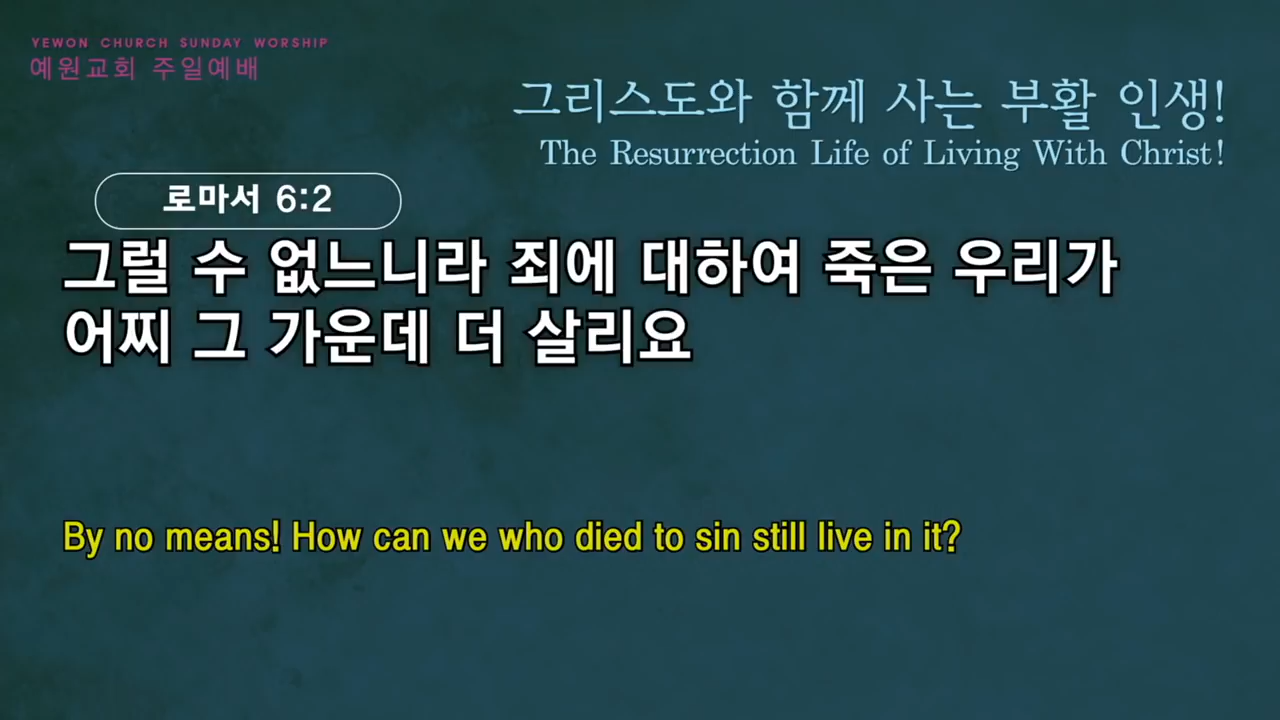 YEWON CHURCH SUNDAY WORSHIP
예원교회 주일예배
그리스도와 함께 사는 부활 인생!
The Resurrection Life of Living With Christ!
로마서 6:2
그럴 수 없느니라 죄에 대하여 죽은 우리가
어찌 그 가운데 더 살리요
By no means! How can we who died to sin still live in it?